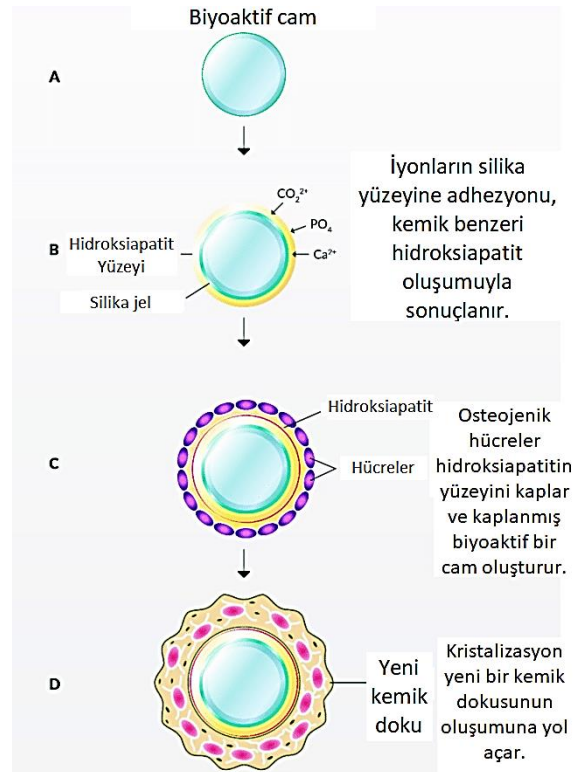 Biyoaktif cam
A
CO₂²⁺
PO₄
Ca²⁺
B
Hidroksiapatit
Yüzeyi
Silika jel
İyonların silika
yüzeyine adhezyonu,
kemik benzeri
hidroksiapatit
oluşumuyla
sonuçlanır.
C
Hidroksiapatit
Hücreler
Osteojenik
hücreler
hidroksiapatitin
yüzeyini kaplar
ve kaplanmış
biyoaktif bir
cam oluşturur.
D
Yeni
kemik
doku
Kristalizasyon
yeni bir kemik
dokusunun
oluşumuna yol
açar.